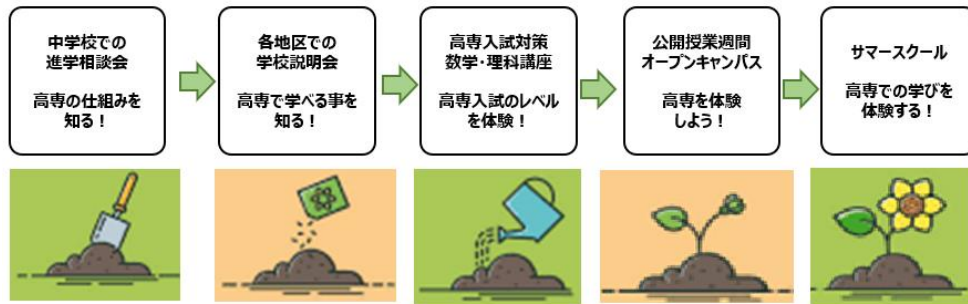 中学校での
進学相談会
高専の仕組みを
知る！
各地区での
学校説明会
高専で学べる事を
知る！
高専入試対策
数学・理科講座
高専入試のレベル
を体験！
公開授業週間
オープンキャンパス
高専を体験
しよう！
サマースクール
高専での学びを
体験する！